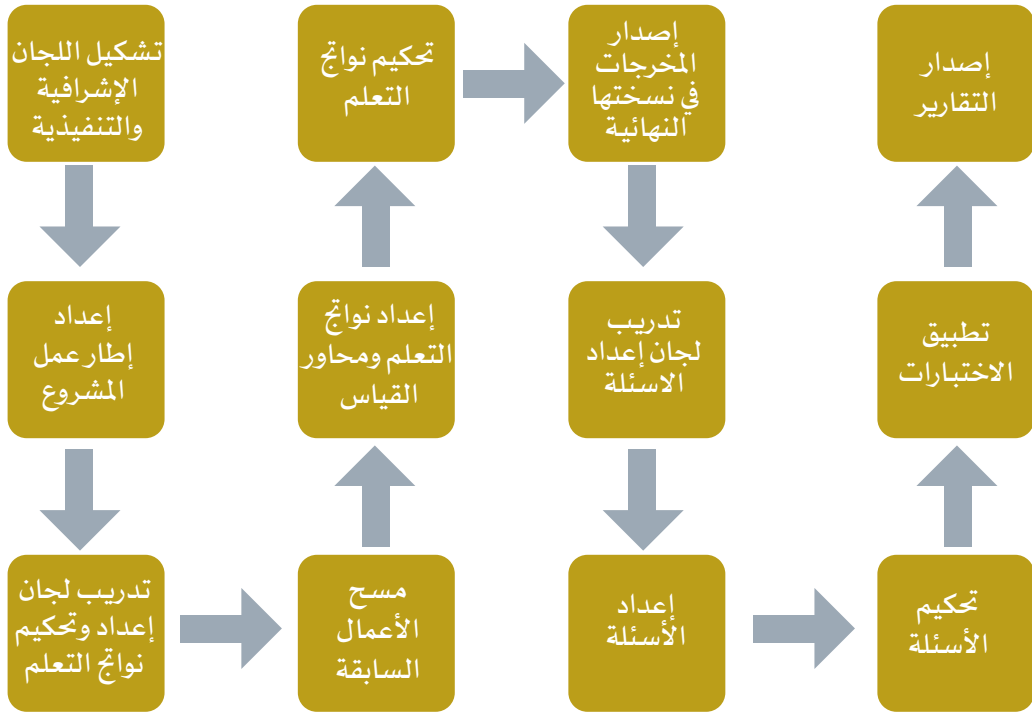 تشكيل اللجان
الإشرافية
والتنفيذية
إعداد
إطار عمل
المشروع
تدريب لجان
إعداد وتحكيم
نواتج التعلم
مسح
الأعمال
السابقة
إعداد نواتج
التعلم ومحاور
القياس
تحكيم نواتج
التعلم
إصدار
المخرجات
في نسختها
النهائية
تدريب
لجان إعداد
الاسئلة
إعداد
الأسئلة
تحكيم
الأسئلة
تطبيق
الاختبارات
إصدار
التقارير